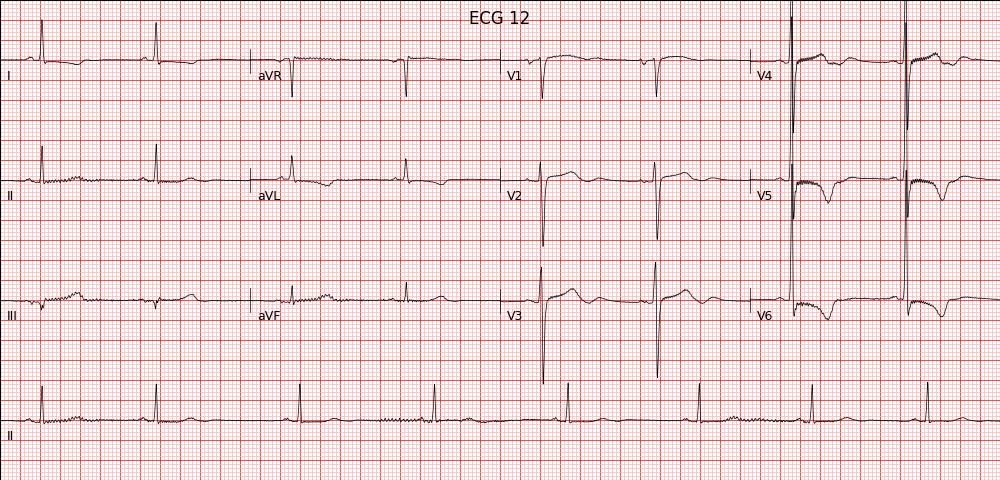 ECG 12
I aVR V1 V4
II aVL V2 V5
III aVF V3 V6
II